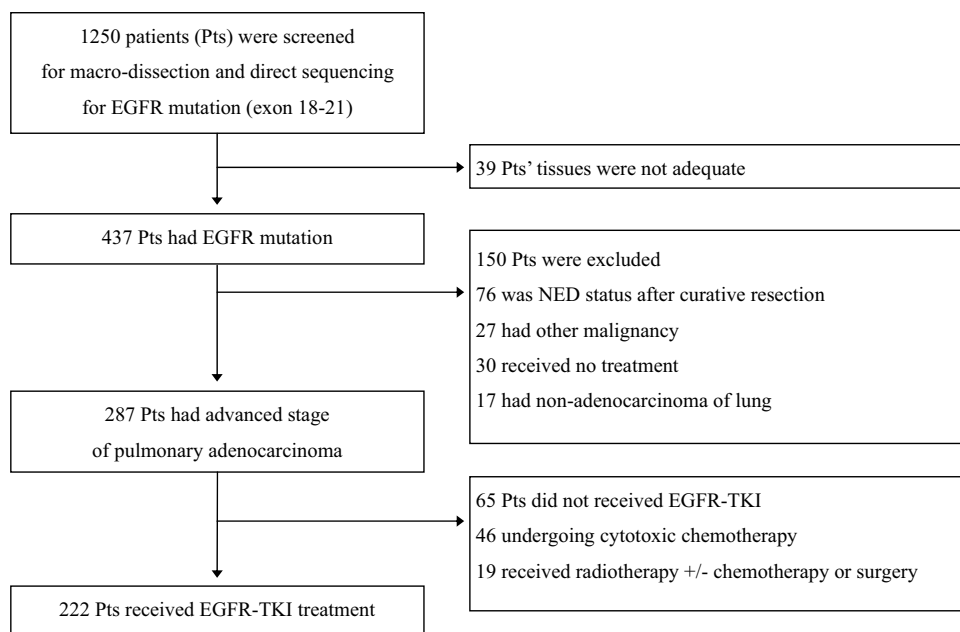 1250 patients (Pts) were screened
for macro-dissection and direct sequencing
for EGFR mutation (exon 18-21)
39 Pts’ tissues were not adequate
437 Pts had EGFR mutation
150 Pts were excluded
76 was NED status after curative resection
27 had other malignancy
30 received no treatment
17 had non-adenocarcinoma of lung
287 Pts had advanced stage
of pulmonary adenocarcinoma
65 Pts did not received EGFR-TKI
46 undergoing cytotoxic chemotherapy
19 received radiotherapy +/- chemotherapy or surgery
222 Pts received EGFR-TKI treatment